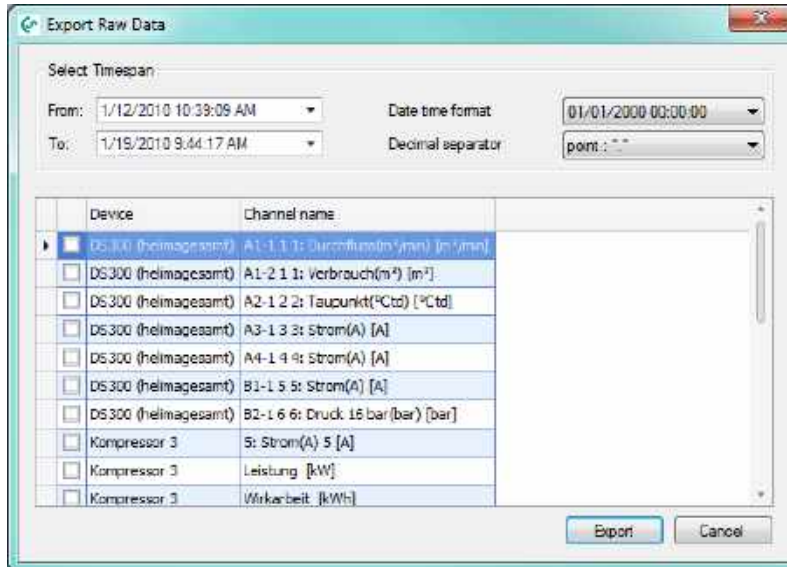 Export Raw Data
Select Timespan
From: 1/12/2010 10:39:09 AM Date time format 01/01/2000 00:00:00
To: 1/19/2010 9:44:17 AM Decimal separator point : "."
Device Channel name
DS300 (heimagesamt) A1-1 1 1: Durchfluss(m³/min) [m³/min]
DS300 (heimagesamt) A1-2 1 1: Verbrauch(m³) [m³]
DS300 (heimagesamt) A2-1 2 2: Taupunkt(°Ctd) [°Ctd]
DS300 (heimagesamt) A3-1 3 3: Strom(A) [A]
DS300 (heimagesamt) A4-1 4 4: Strom(A) [A]
DS300 (heimagesamt) B1-1 5 5: Strom(A) [A]
DS300 (heimagesamt) B2-1 6 6: Druck 16 bar(bar) [bar]
Kompressor 3 5: Strom(A) 5 [A]
Kompressor 3 Leistung [kW]
Kompressor 3 Wirkarbeit [kWh]
Export Cancel